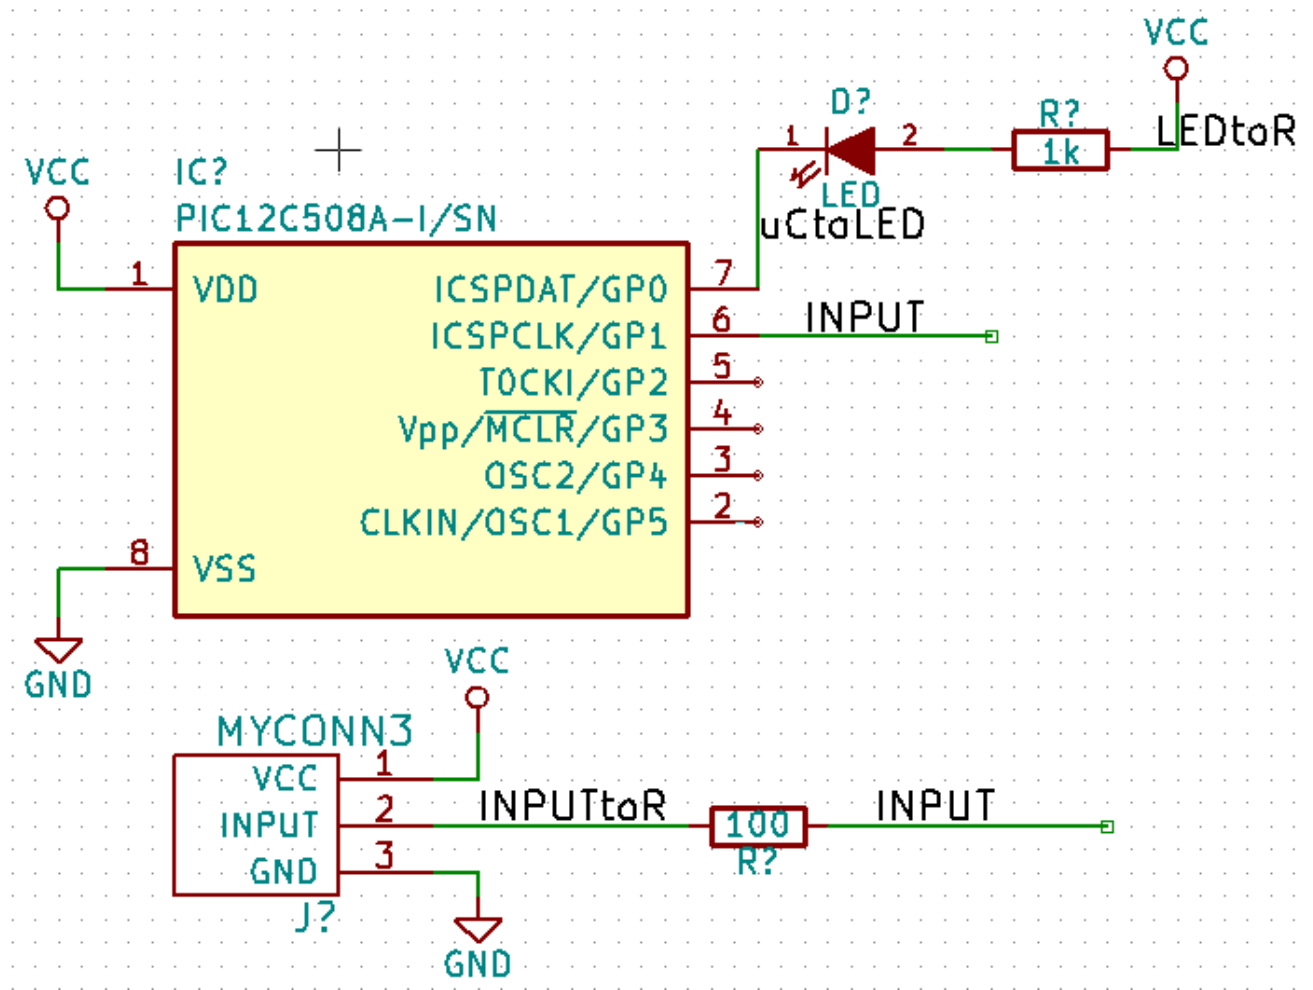 VCC
D?
R?
LEDtoR
1
2
1k
VCC
IC?
LED
PIC12C508A-I/SN
uCtoLED
1
VDD
ICSPDAT/GP0
7
ICSPCLK/GP1
6
INPUT
T0CKI/GP2
5
Vpp/MCLR/GP3
4
OSC2/GP4
3
CLKIN/OSC1/GP5
2
8
VSS
GND
VCC
MYCONN3
VCC
1
INPUT
2
INPUTtoR
100
INPUT
GND
3
R?
J?
GND